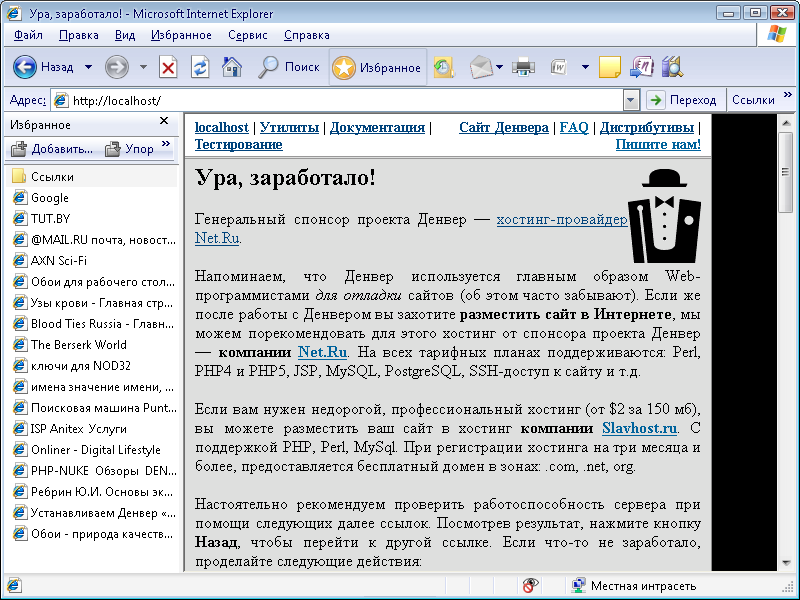 Ура, заработало! - Microsoft Internet Explorer
Файл Правка Вид Избранное Сервис Справка
Назад Поиск Избранное
Адрес: http://localhost/ Переход Ссылки »
Избранное
Добавить... Упор »
Ссылки
Google
TUT.BY
@MAIL.RU почта, новост...
AXN Sci-Fi
Обои для рабочего стол...
Узы крови - Главная стр...
Blood Ties Russia - Главн...
The Berserk World
ключи для NOD32
имена значение имени, ...
Поисковая машина Punt...
ISP Anitex Услуги
Onliner - Digital Lifestyle
PHP-NUKE Обзоры DEN...
Ребрин Ю.И. Основы эк...
Устанавливаем Денвер «...
Обои - природа качеств...
localhost | Утилиты | Документация |
Тестирование
Сайт Денвера | FAQ | Дистрибутивы |
Пишите нам!
Ура, заработало!
Генеральный спонсор проекта Денвер — хостинг-провайдер
Net.Ru.
Напоминаем, что Денвер используется главным образом Web-
программистами для отладки сайтов (об этом часто забывают). Если же
после работы с Денвером вы захотите разместить сайт в Интернете, мы
можем порекомендовать для этого хостинг от спонсора проекта Денвер
— компании Net.Ru. На всех тарифных планах поддерживаются: Perl,
PHP4 и PHP5, JSP, MySQL, PostgreSQL, SSH-доступ к сайту и т.д.
Если вам нужен недорогой, профессиональный хостинг (от $2 за 150 мб),
вы можете разместить ваш сайт в хостинг компании Slavhost.ru. С
поддержкой PHP, Perl, MySql. При регистрации хостинга на три месяца и
более, предоставляется бесплатный домен в зонах: .com, .net, org.
Настоятельно рекомендуем проверить работоспособность сервера при
помощи следующих далее ссылок. Посмотрев результат, нажмите кнопку
Назад, чтобы перейти к другой ссылке. Если что-то не заработало,
проделайте следующие действия:
Местная интрасеть